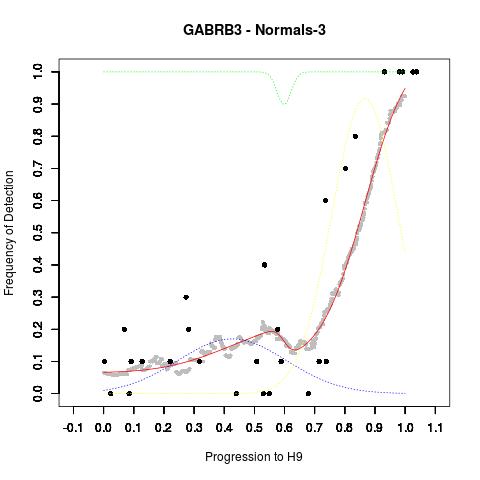 GABRB3 - Normals-3
Frequency of Detection
1.0
0.9
0.8
0.7
0.6
0.5
0.4
0.3
0.2
0.1
0.0
-0.1 0.0 0.1 0.2 0.3 0.4 0.5 0.6 0.7 0.8 0.9 1.0 1.1
Progression to H9